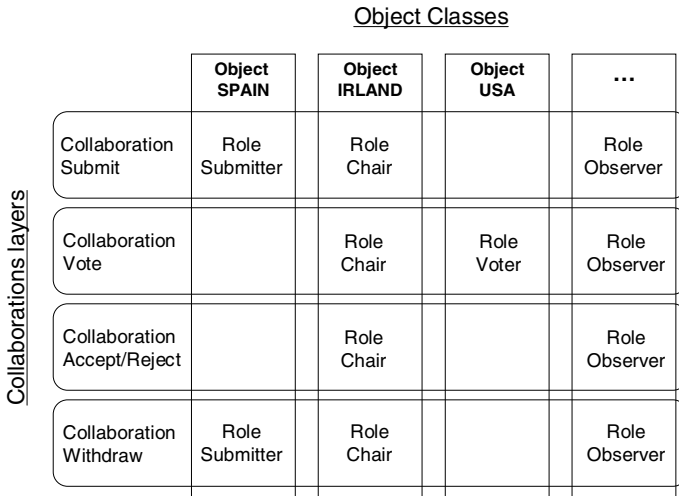 Object Classes
Object
SPAIN
Object
IRLAND
Object
USA
...
Collaborations layers
Collaboration
Submit
Role
Submitter
Role
Chair
Role
Observer
Collaboration
Vote
Role
Chair
Role
Voter
Role
Observer
Collaboration
Accept/Reject
Role
Chair
Role
Observer
Collaboration
Withdraw
Role
Submitter
Role
Chair
Role
Observer